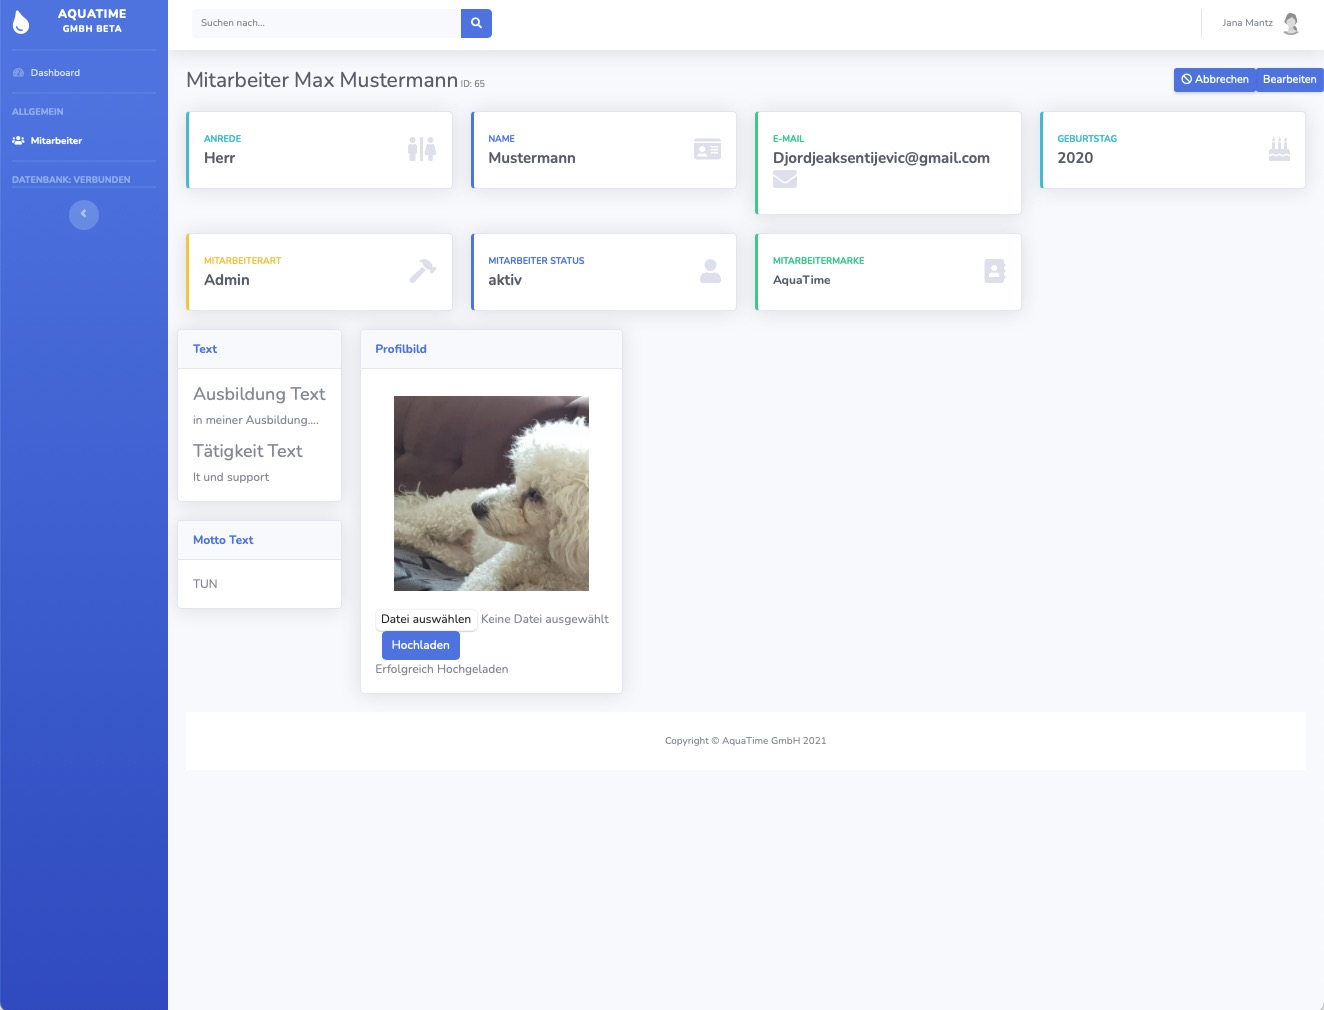 AQUATIME
GMBH BETA
Suchen nach...
Jana Mantz
Dashboard
ALLGEMEIN
Mitarbeiter
DATENBANK: VERBUNDEN
Mitarbeiter Max Mustermann ID: 65
Abbrechen Bearbeiten
ANREDE
Herr
NAME
Mustermann
E-MAIL
Djordjeaksentijevic@gmail.com
GEBURTSTAG
2020
MITARBEITERART
Admin
MITARBEITER STATUS
aktiv
MITARBEITERMARKE
AquaTime
Text
Ausbildung Text
in meiner Ausbildung....
Tätigkeit Text
It und support
Motto Text
TUN
Profilbild
Datei auswählen Keine Datei ausgewählt
Hochladen
Erfolgreich Hochgeladen
Copyright © AquaTime GmbH 2021